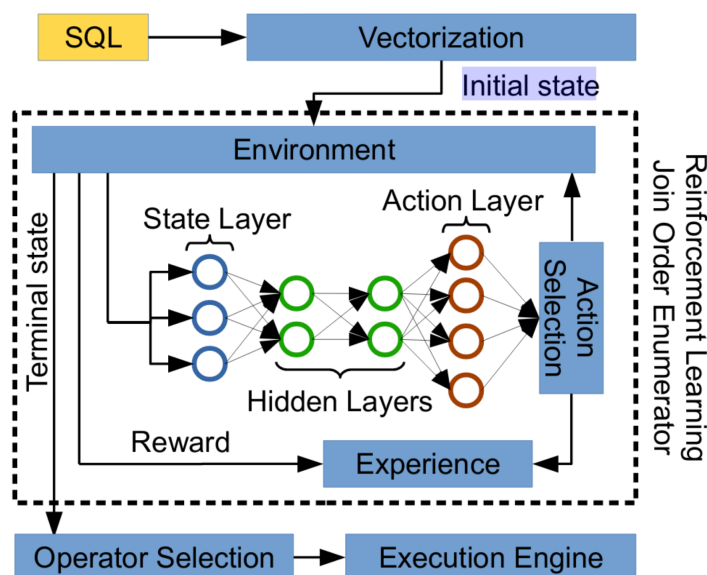 SQL
Vectorization
Initial state
Environment
State Layer
Action Layer
Terminal state
Action
Selection
Hidden Layers
Reward
Experience
Operator Selection
Execution Engine
Reinforcement Learning
Join Order Enumerator